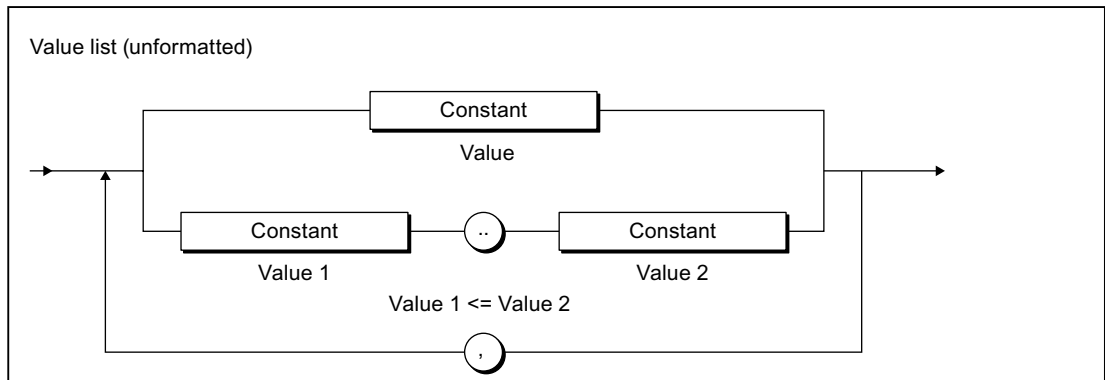 Value list (unformatted)
Constant
Value
Constant .. Constant
Value 1 Value 2
Value 1 <= Value 2
,